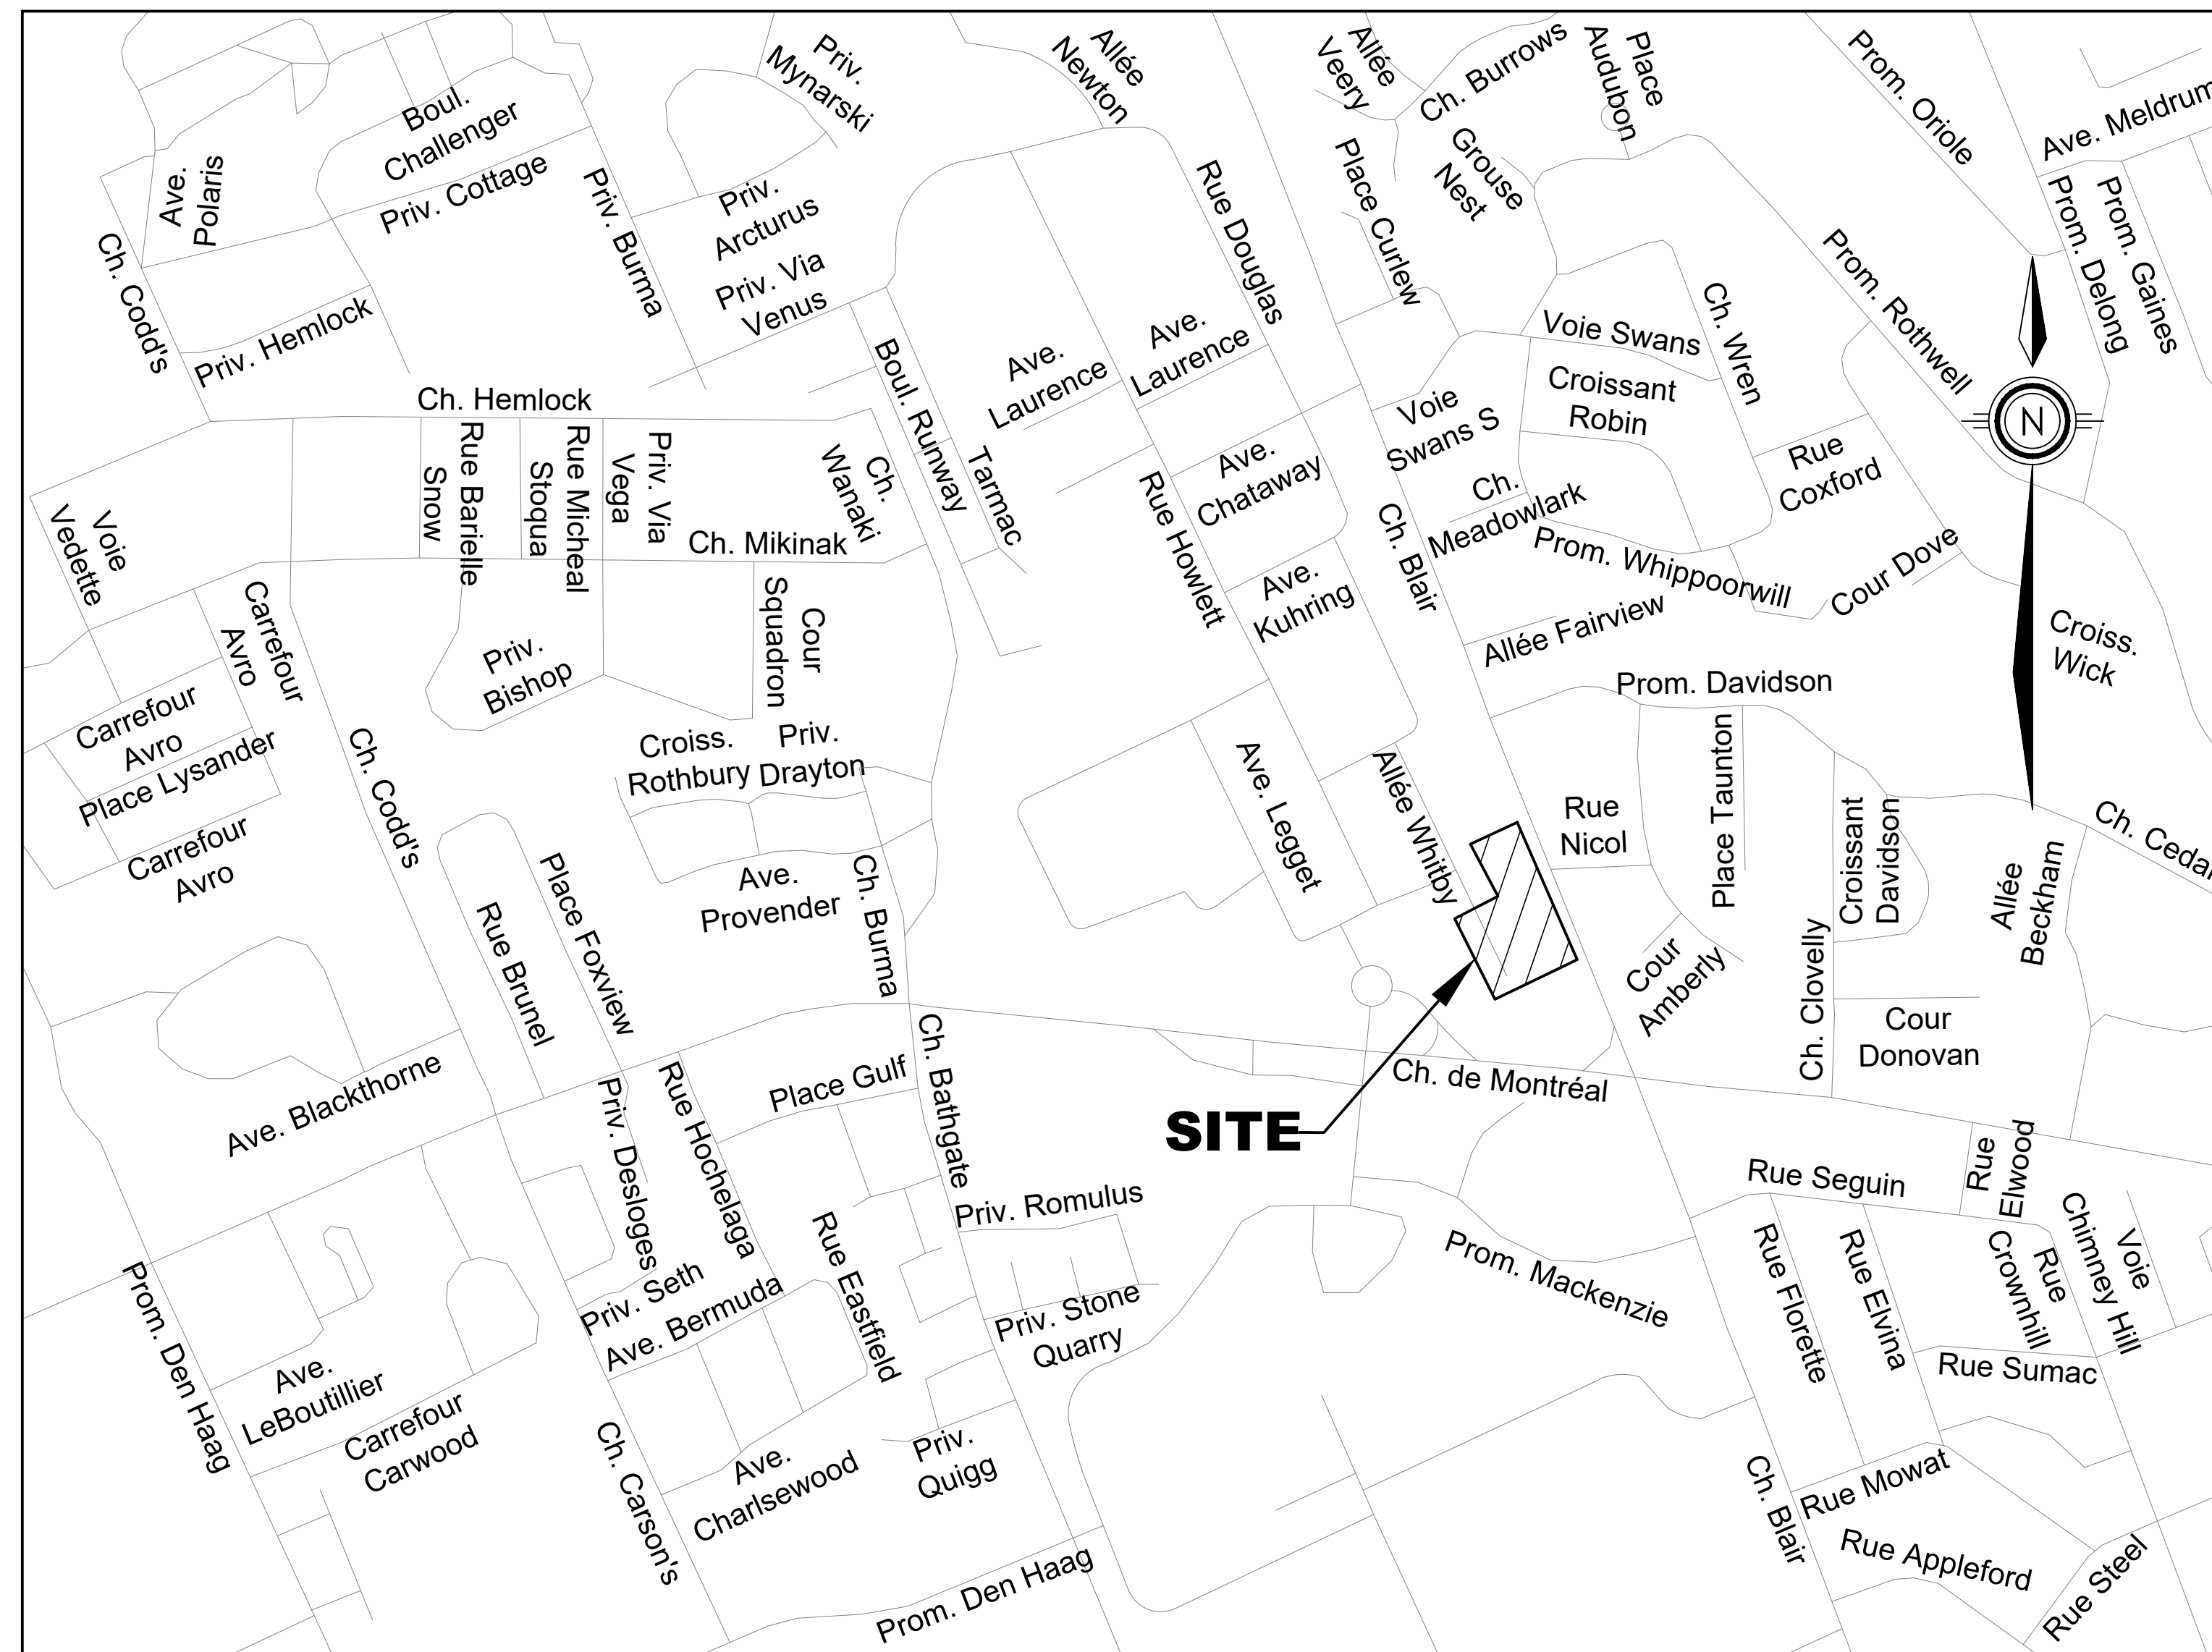 Priv.
Mynarski
Allée
Newton
Allée
Veery
Ch. Burrows
Place
Audubon
Prom. Oriole
Ave. Meldrum
Boul.
Challenger
Ave.
Polaris
Priv. Cottage
Priv. Burma
Priv.
Arcturus
Rue Douglas
Place Curlew
Grouse
Nest
Prom. Delong
Prom. Gaines
Ch. Codd's
Priv. Hemlock
Priv. Via
Venus
Prom. Rothwell
Ch. Hemlock
Boul. Runway
Tarmac
Ave.
Laurence
Ave.
Laurence
Voie Swans
Ch. Wren
Croissant
Robin
Voie
Swans S
N
Voie
Vedette
Snow
Rue Barielle
Stoqua
Rue Micheal
Vega
Priv. Via
Ch.
Wanaki
Ch. Mikinak
Rue Howlett
Ave.
Chataway
Ch. Blair
Ch.
Meadowlark
Rue
Coxford
Prom. Whippoorwill
Cour Dove
Carrefour
Avro
Priv.
Bishop
Cour
Squadron
Ave.
Kuhring
Allée Fairview
Croiss.
Wick
Carrefour
Avro
Place Lysander
Carrefour
Avro
Ch. Codd's
Croiss.
Rothbury
Priv.
Drayton
Prom. Davidson
Ave. Legget
Allée Whitby
Rue
Nicol
Place Taunton
Croissant
Davidson
Ch. Cedar
Rue Brunel
Place Foxview
Ave.
Provender
Ch. Burma
Cour
Amberly
Ch. Clovelly
Allée
Beckham
Cour
Donovan
Ave. Blackthorne
Priv. Desloges
Rue Hochelaga
Place Gulf
Ch. Bathgate
SITE
Ch. de Montréal
Priv. Romulus
Rue Seguin
Rue
Elwood
Prom. Den Haag
Priv. Seth
Ave. Bermuda
Rue Eastfield
Priv. Stone
Quarry
Prom. Mackenzie
Rue Florette
Rue Elvina
Rue
Crownhill
Voie
Chimney Hill
Rue Sumac
Ave.
LeBoutillier
Carrefour
Carwood
Ch. Carson's
Ave.
Charlsewood
Priv.
Quigg
Ch. Blair
Rue Mowat
Rue Appleford
Rue Steel
Prom. Den Haag